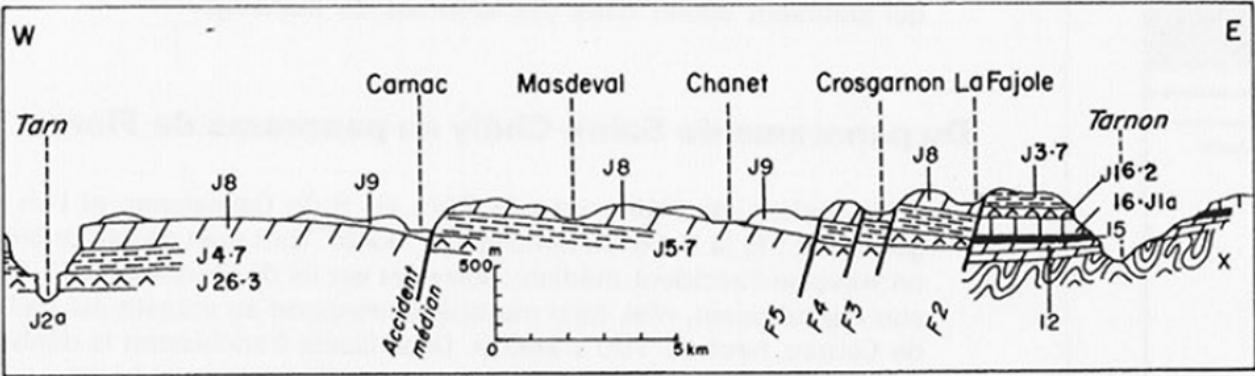 W
E
Carnac
Masdeval
Chanet
Crosgarnon
La Fajole
Tarn
Tarnon
J8
J9
J8
J9
J8
J3-7
J16-2
16-J1a
15
J4-7
J26-3
J5-7
J2a
Accident
médial
500 m
0
5 km
F5
F4
F3
F2
12
X